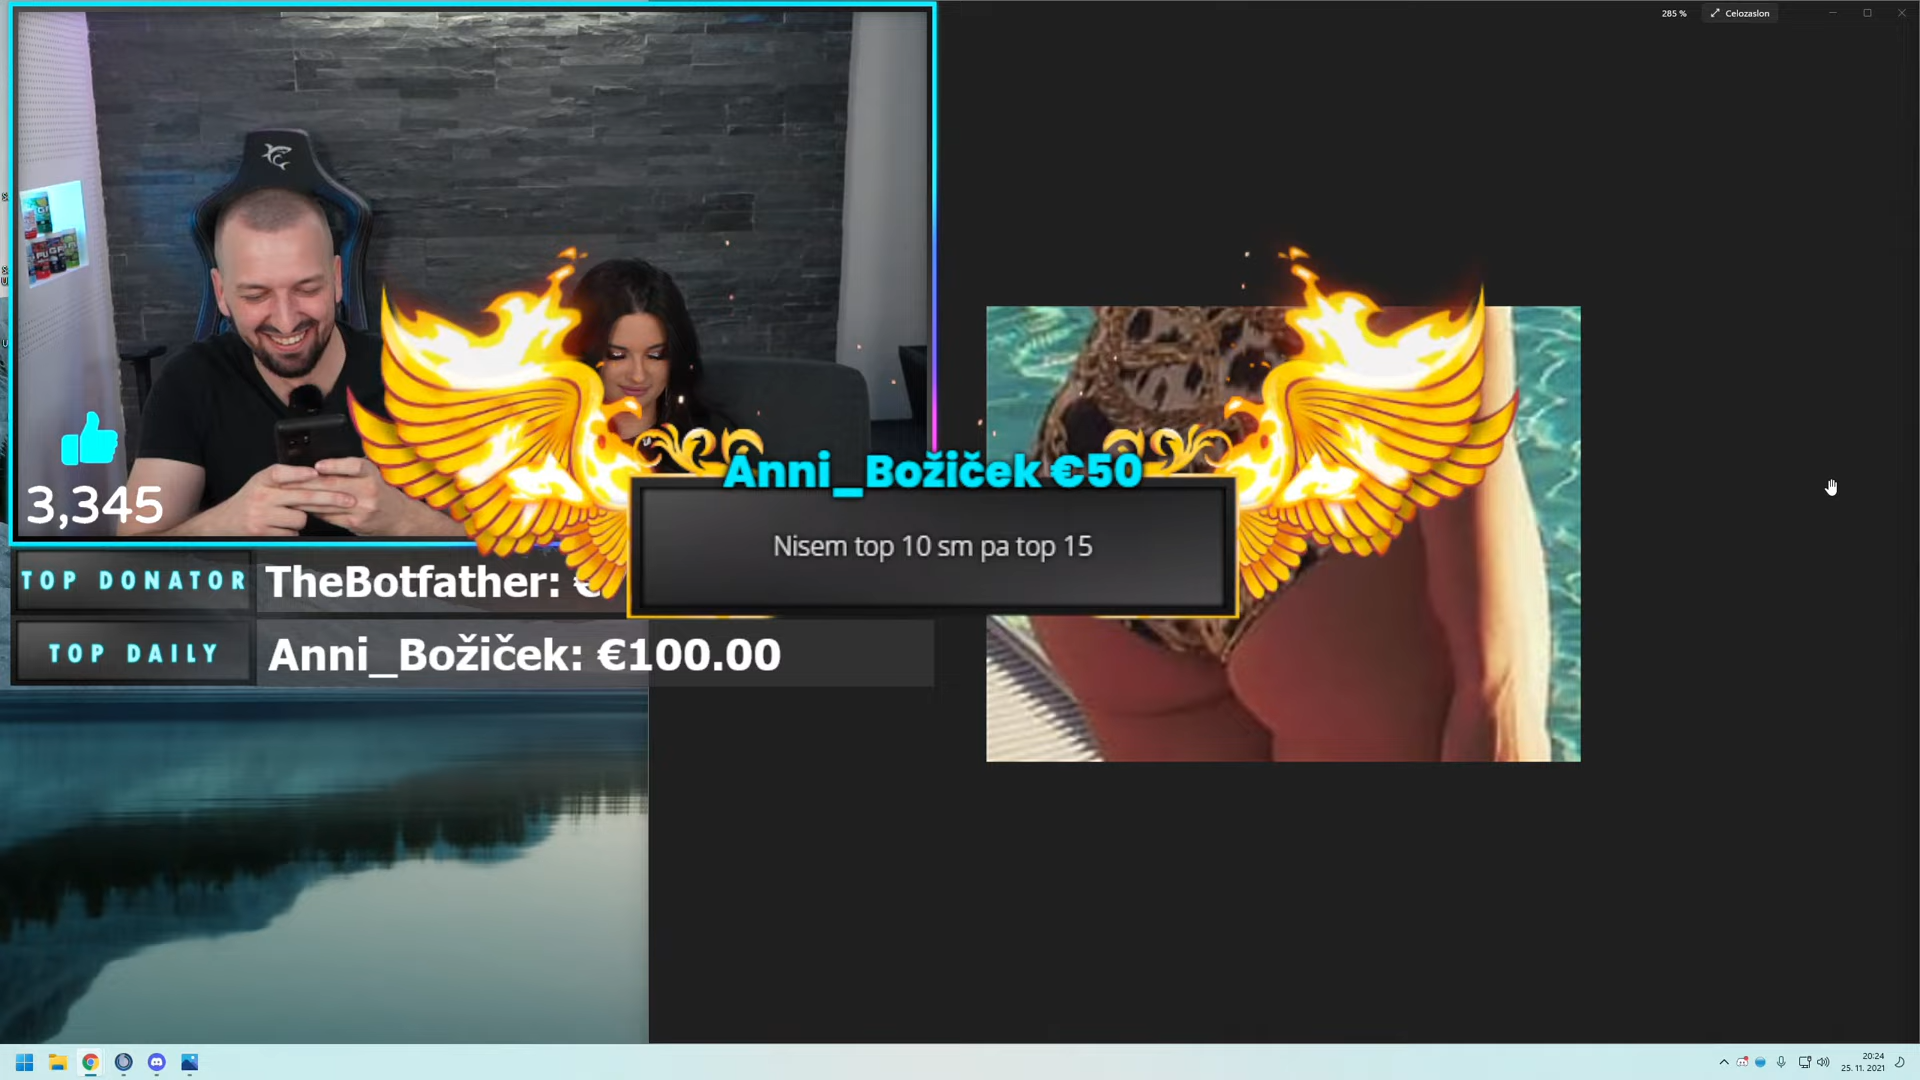 285 %
Celozaslon
3,345
Anni_Božiček €50
Nisem top 10 sm pa top 15
TOP DONATOR
TheBotfather: €
TOP DAILY
Anni_Božiček: €100.00
20:24
25. 11. 2021